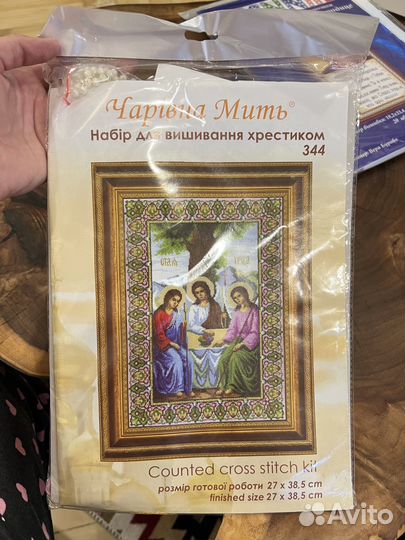 Чарівна Мить®
Набір для вишивання хрестиком
344
Counted cross stitch kit
розмір готової роботи 27 x 38,5 cm
finished size 27 x 38,5 cm
Avito